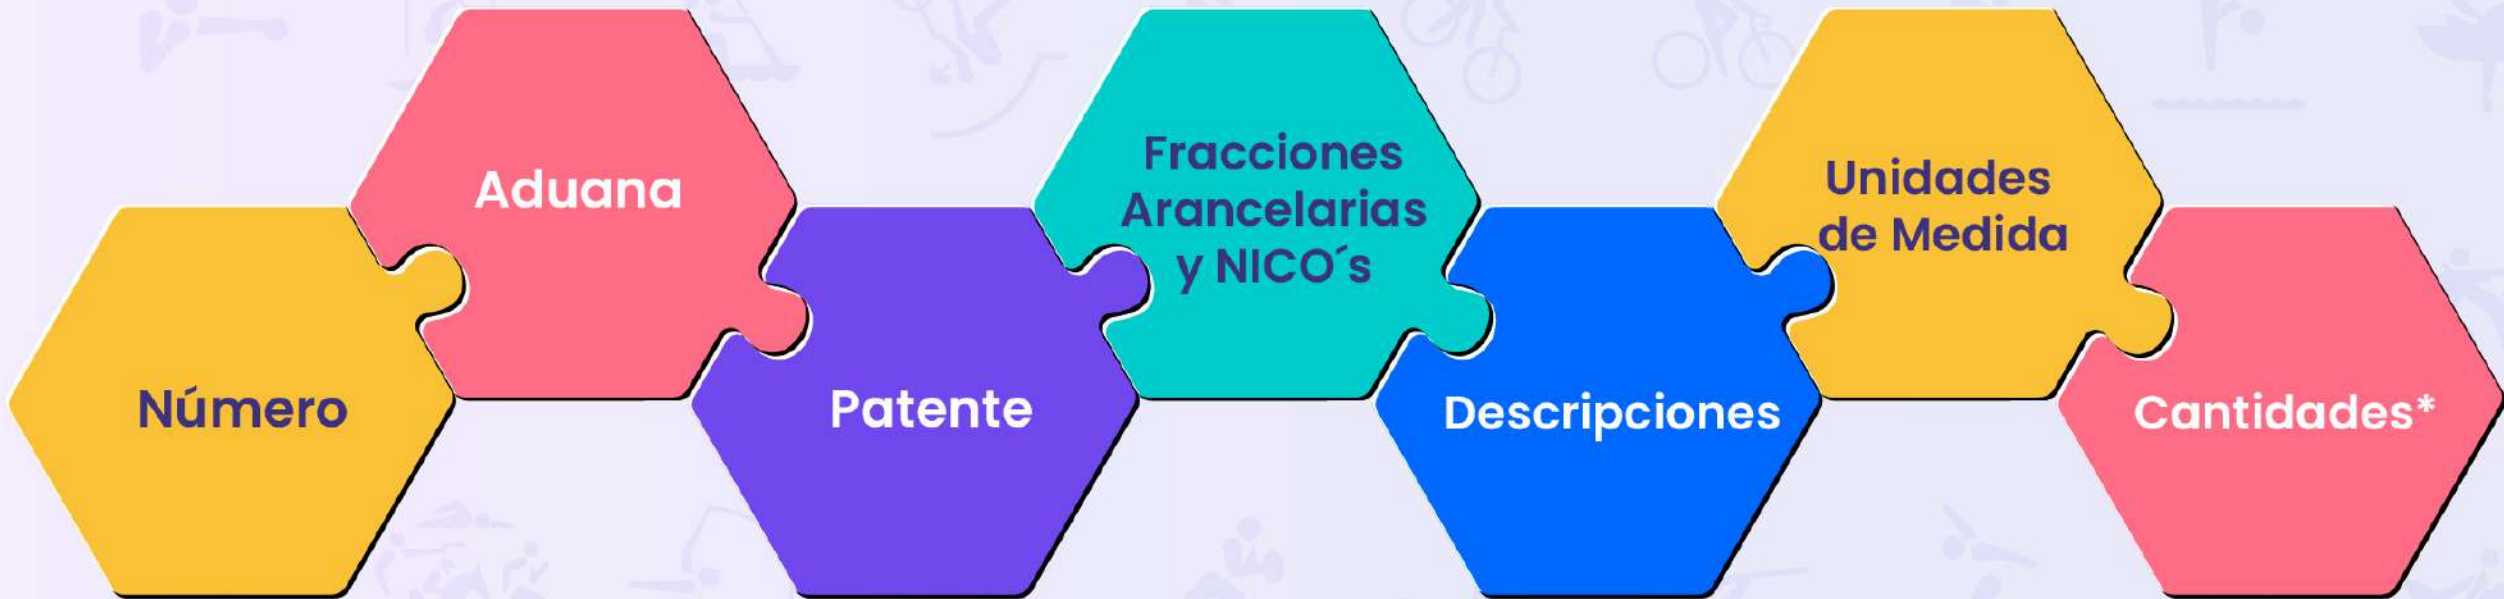 Número
Aduana
Patente
Fracciones
Arancelarias
y NICO´s
Descripciones
Unidades
de Medida
Cantidades*